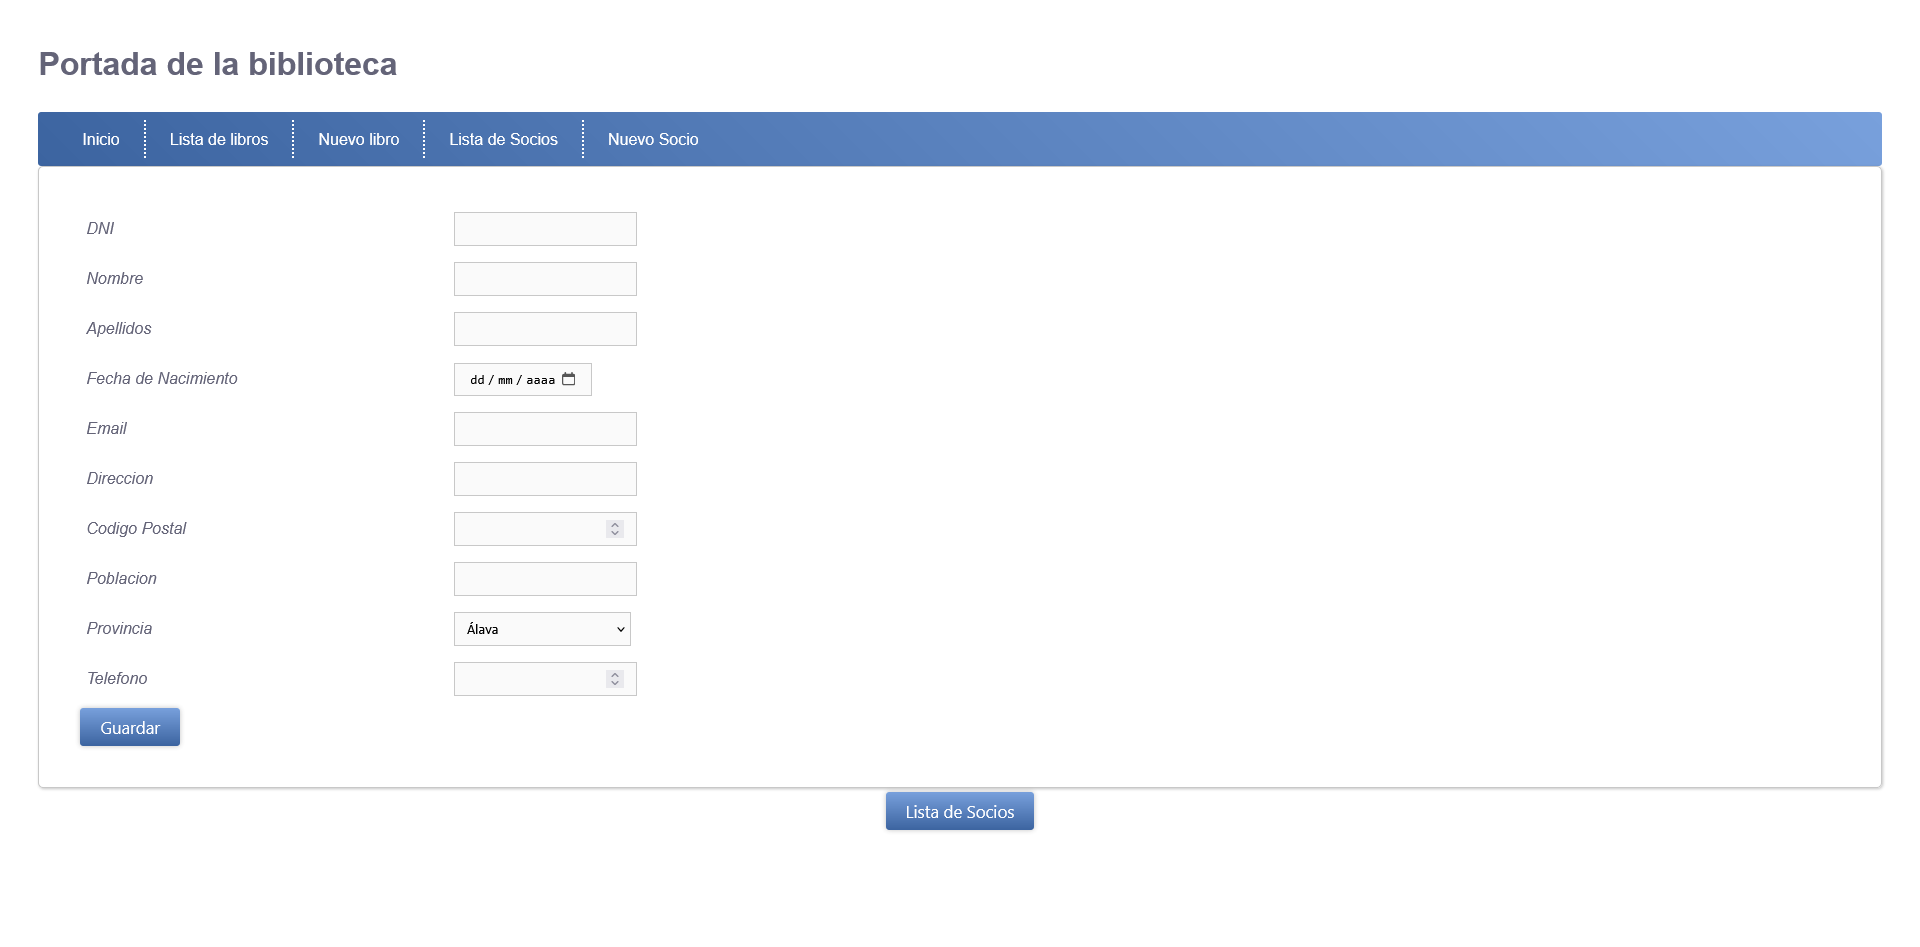 Portada de la biblioteca
Inicio Lista de libros Nuevo libro Lista de Socios Nuevo Socio
DNI
Nombre
Apellidos
Fecha de Nacimiento dd / mm / aaaa
Email
Direccion
Codigo Postal
Poblacion
Provincia Álava
Telefono
Guardar
Lista de Socios